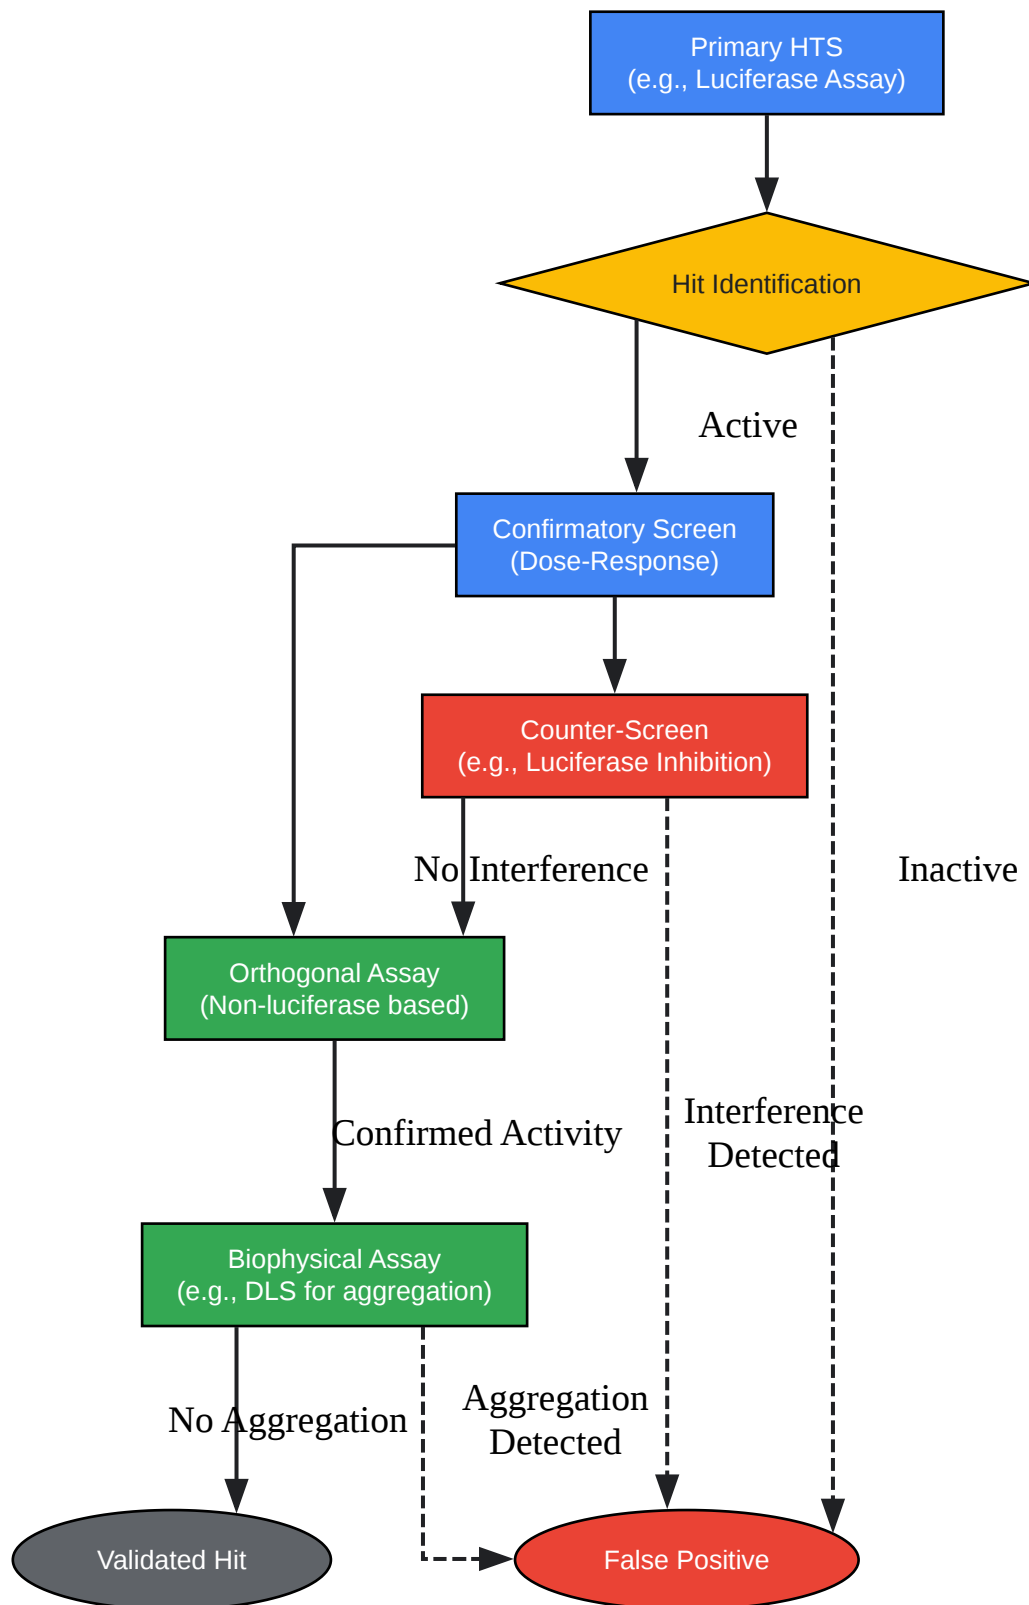 Primary HTS
(e.g., Luciferase Assay)
Hit Identification
Active
Confirmatory Screen
(Dose-Response)
Counter-Screen
(e.g., Luciferase Inhibition)
No Interference
Inactive
Orthogonal Assay
(Non-luciferase based)
Confirmed Activity
Interference
Detected
Biophysical Assay
(e.g., DLS for aggregation)
No Aggregation
Aggregation
Detected
Validated Hit
False Positive